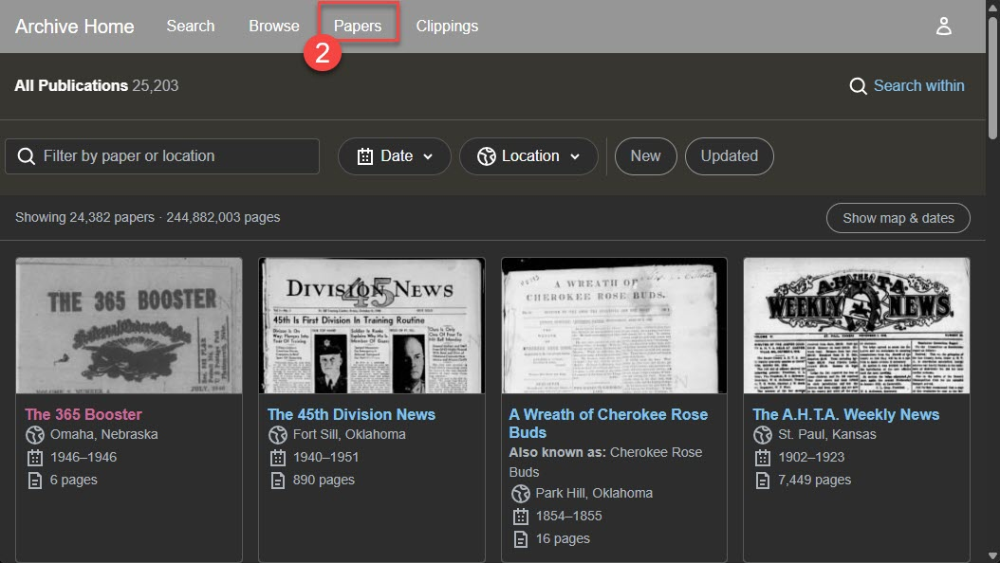 Archive Home Search Browse Papers Clippings
2
All Publications 25,203
Search within
Filter by paper or location
Date
Location
New
Updated
Showing 24,382 papers · 244,882,003 pages
Show map & dates
THE 365 BOOSTER
JULY,
The 365 Booster
Omaha, Nebraska
1946–1946
6 pages
DIVISION NEWS
45
45th Is First Division In Training Routine
The 45th Division News
Fort Sill, Oklahoma
1940–1951
890 pages
A WREATH OF
CHEROKEE ROSE BUDS.
A Wreath of Cherokee Rose
Buds
Also known as: Cherokee Rose
Buds
Park Hill, Oklahoma
1854–1855
16 pages
A.H.T.A.
WEEKLY NEWS.
The A.H.T.A. Weekly News
St. Paul, Kansas
1902–1923
7,449 pages